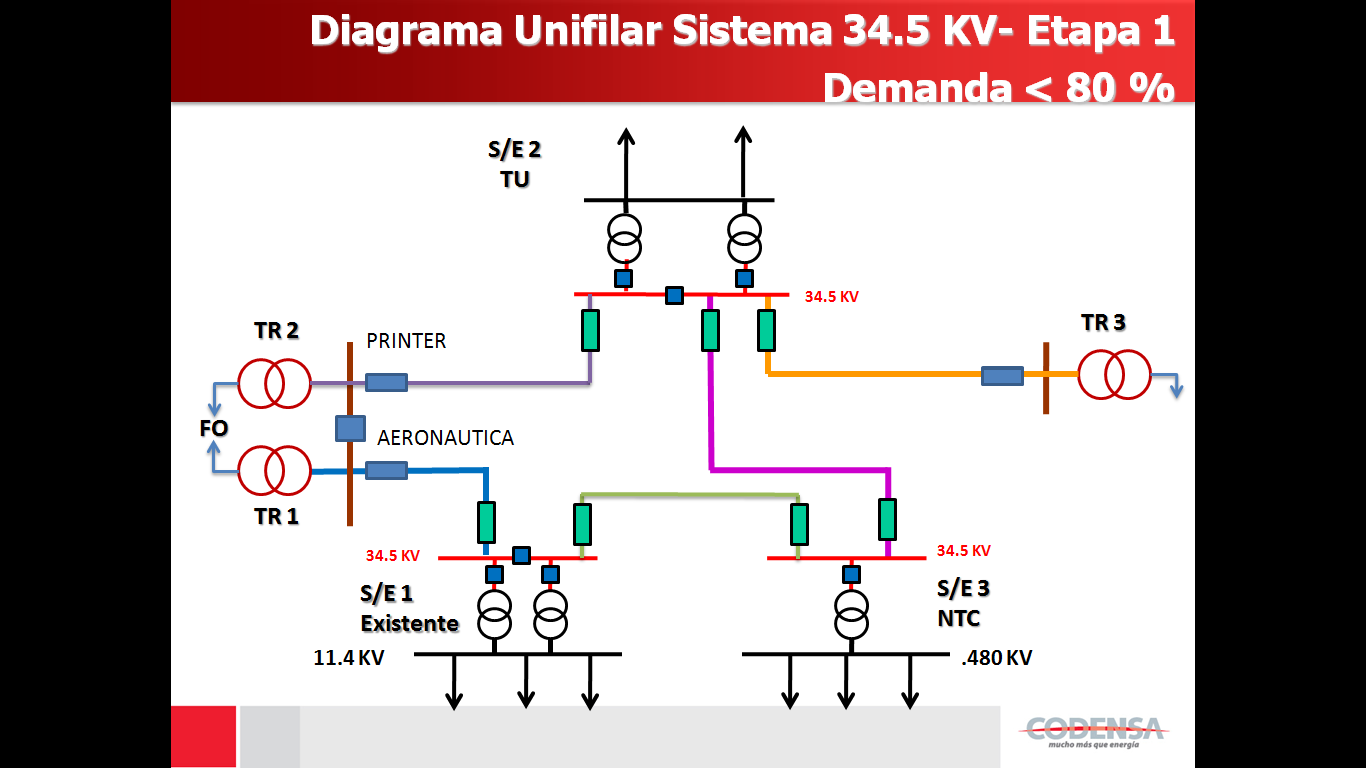 Diagrama Unifilar Sistema 34.5 KV- Etapa 1
Demanda < 80 %
S/E 2
TU
34.5 KV
TR 2
PRINTER
TR 3
FO
AERONAUTICA
TR 1
34.5 KV
34.5 KV
S/E 1
Existente
S/E 3
NTC
11.4 KV
.480 KV
CODENSA
mucho más que energía